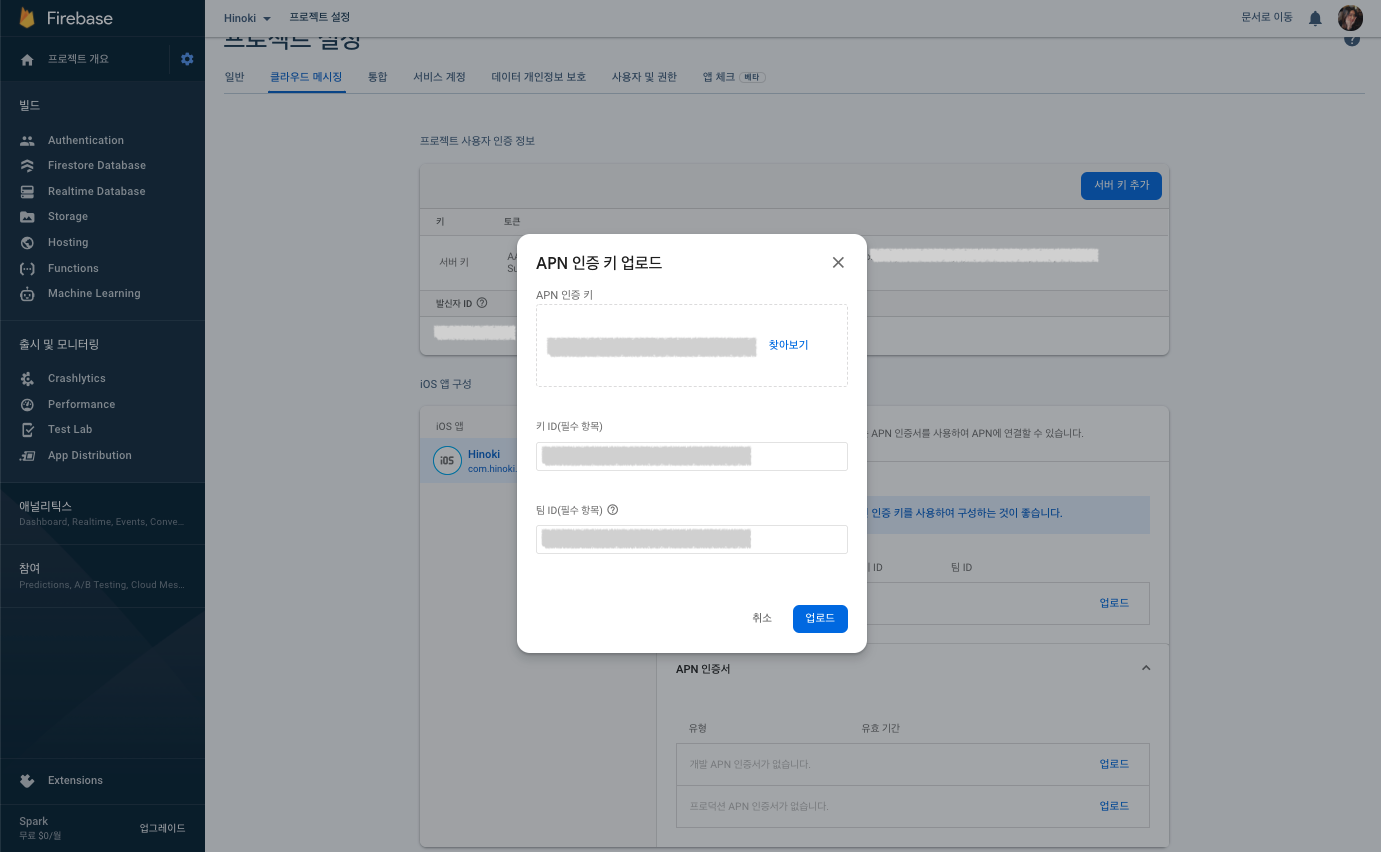 Firebase
Hinoki
프로젝트 설정
문서로 이동
프로젝트 개요
프로젝트 설정
일반
클라우드 메시징
통합
서비스 계정
데이터 개인정보 보호
사용자 및 권한
앱 체크
베타
빌드
Authentication
Firestore Database
Realtime Database
Storage
Hosting
Functions
Machine Learning
출시 및 모니터링
Crashlytics
Performance
Test Lab
App Distribution
애널리틱스
Dashboard, Realtime, Events, Conve...
참여
Predictions, A/B Testing, Cloud Mes...
Extensions
Spark
무료 $0/월
업그레이드
프로젝트 사용자 인증 정보
서버 키 추가
키
토큰
서버 키
발신자 ID
iOS 앱 구성
iOS 앱
iOS
Hinoki
com.hinoki.
APN 인증 키 업로드
APN 인증 키
찾아보기
키 ID(필수 항목)
팀 ID(필수 항목)
취소
업로드
APN 인증서를 사용하여 APN에 연결할 수 있습니다.
인증 키를 사용하여 구성하는 것이 좋습니다.
ID
팀 ID
업로드
APN 인증서
유형
유효 기간
개발 APN 인증서가 없습니다.
업로드
프로덕션 APN 인증서가 없습니다.
업로드